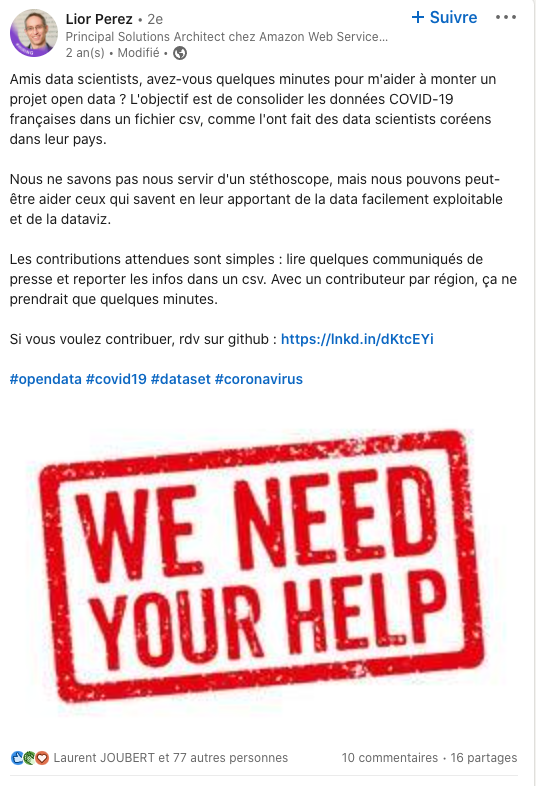 Lior Perez • 2e
+ Suivre
Principal Solutions Architect chez Amazon Web Service...
2 an(s) • Modifié •
Amis data scientists, avez-vous quelques minutes pour m'aider à monter un
projet open data ? L'objectif est de consolider les données COVID-19
françaises dans un fichier csv, comme l'ont fait des data scientists coréens
dans leur pays.
Nous ne savons pas nous servir d'un stéthoscope, mais nous pouvons peut-
être aider ceux qui savent en leur apportant de la data facilement exploitable
et de la dataviz.
Les contributions attendues sont simples : lire quelques communiqués de
presse et reporter les infos dans un csv. Avec un contributeur par région, ça ne
prendrait que quelques minutes.
Si vous voulez contribuer, rdv sur github : https://lnkd.in/dKtcEYi
#opendata #covid19 #dataset #coronavirus
WE NEED
YOUR HELP
Laurent JOUBERT et 77 autres personnes
10 commentaires • 16 partages